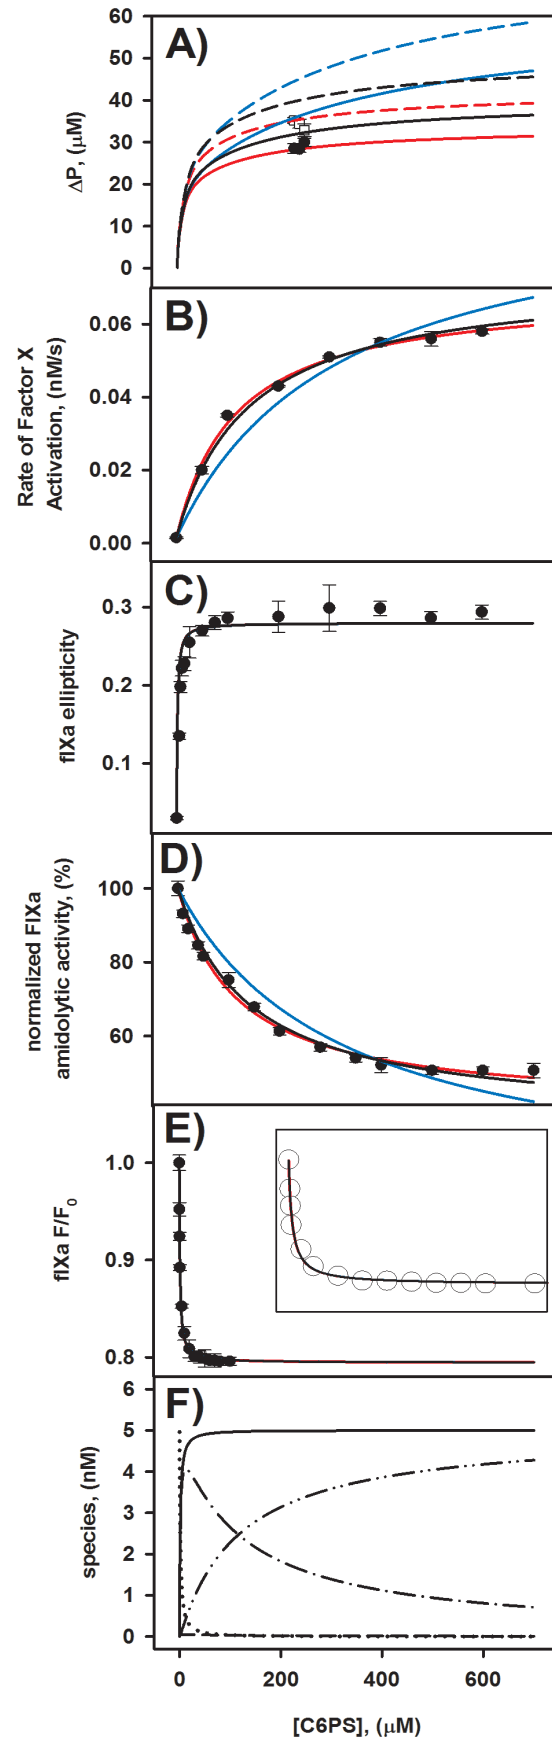 A)
60
50
40
30
20
10
0
ΔP, (μM)
B)
0.06
0.04
0.02
0.00
Rate of Factor X
Activation, (nM/s)
C)
0.3
0.2
0.1
fIXa ellipticity
D)
100
80
60
normalized FIXa
amidolytic activity, (%)
E)
1.0
0.9
0.8
fIXa F/F0
F)
6
5
4
3
2
1
0
species, (nM)
0 200 400 600
[C6PS], (μM)